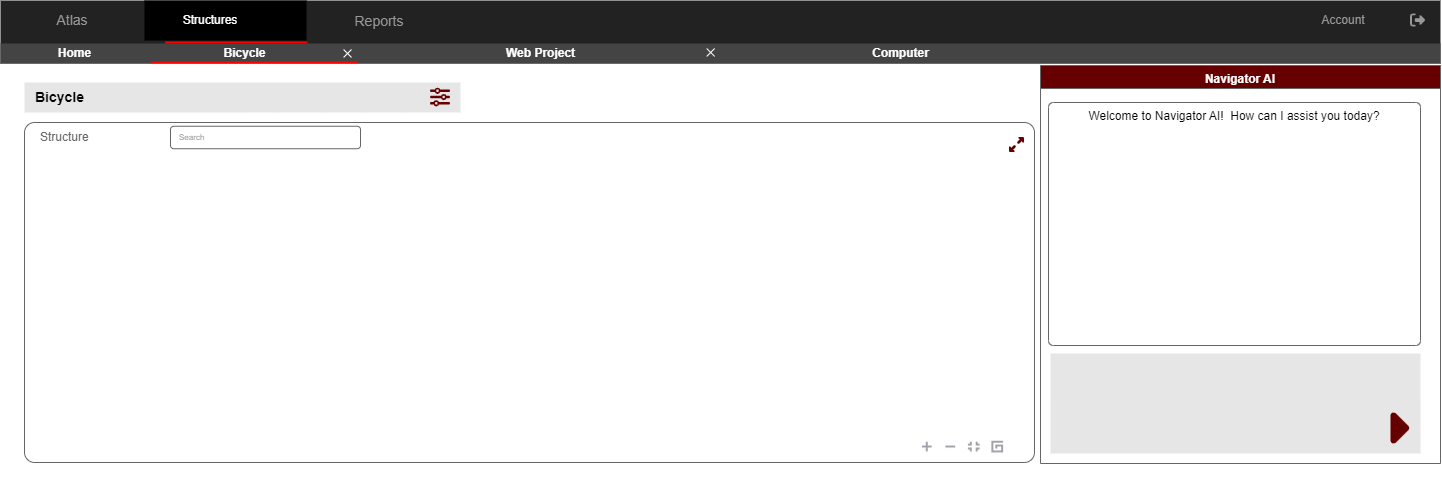 Atlas Structures Reports Account
Home Bicycle Web Project Computer
Navigator AI
Bicycle
Structure Search
Welcome to Navigator AI! How can I assist you today?